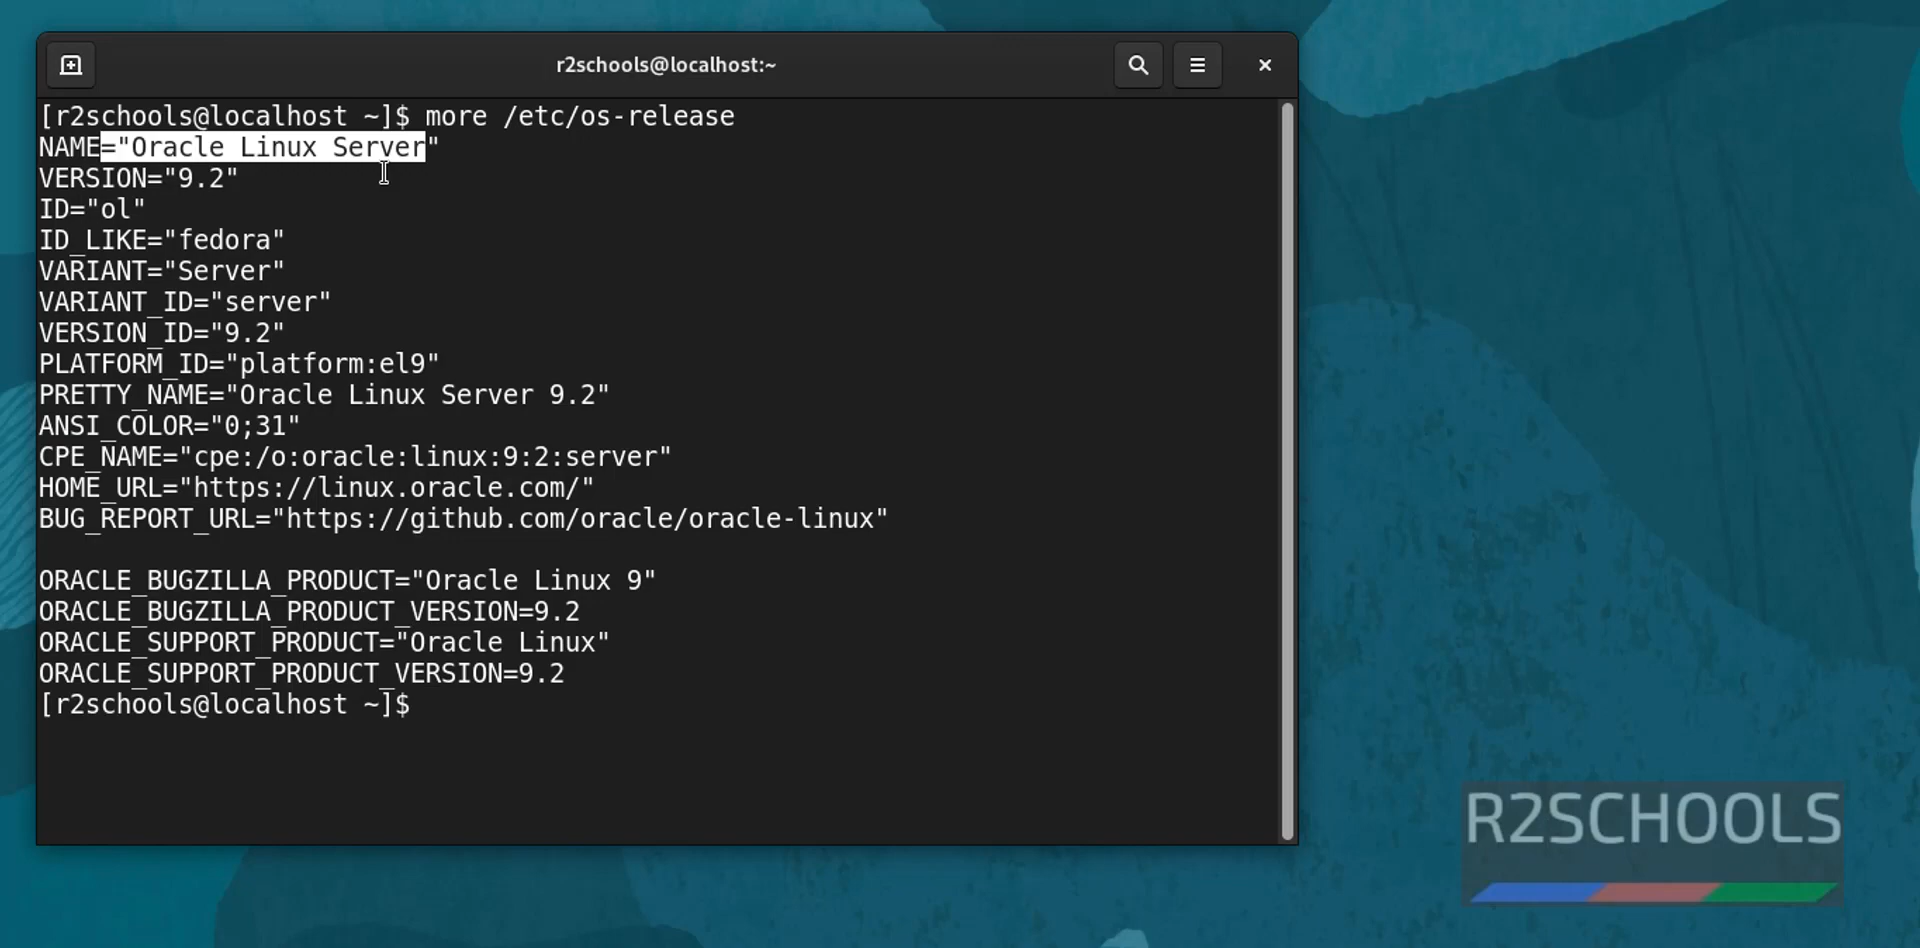 r2schools@localhost:~
[r2schools@localhost ~]$ more /etc/os-release
NAME="Oracle Linux Server"
VERSION="9.2"
ID="ol"
ID_LIKE="fedora"
VARIANT="Server"
VARIANT_ID="server"
VERSION_ID="9.2"
PLATFORM_ID="platform:el9"
PRETTY_NAME="Oracle Linux Server 9.2"
ANSI_COLOR="0;31"
CPE_NAME="cpe:/o:oracle:linux:9:2:server"
HOME_URL="https://linux.oracle.com/"
BUG_REPORT_URL="https://github.com/oracle/oracle-linux"
ORACLE_BUGZILLA_PRODUCT="Oracle Linux 9"
ORACLE_BUGZILLA_PRODUCT_VERSION=9.2
ORACLE_SUPPORT_PRODUCT="Oracle Linux"
ORACLE_SUPPORT_PRODUCT_VERSION=9.2
[r2schools@localhost ~]$
R2SCHOOLS